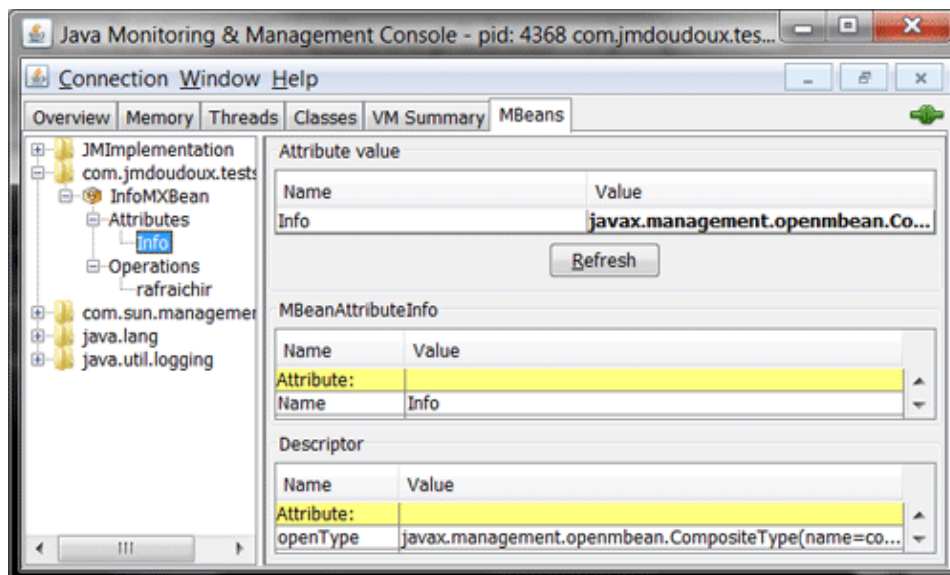 Java Monitoring & Management Console - pid: 4368 com.jmdoudoux.tes...
Connection Window Help
Overview Memory Threads Classes VM Summary MBeans
JMImplementation
com.jmdoudoux.tests
InfoMXBean
Attributes
Info
Operations
rafraichir
com.sun.managemer
java.lang
java.util.logging
Attribute value
Name Value
Info javax.management.openmbean.Co...
Refresh
MBeanAttributeInfo
Name Value
Attribute:
Name Info
Descriptor
Name Value
Attribute:
openType javax.management.openmbean.CompositeType(name=co...